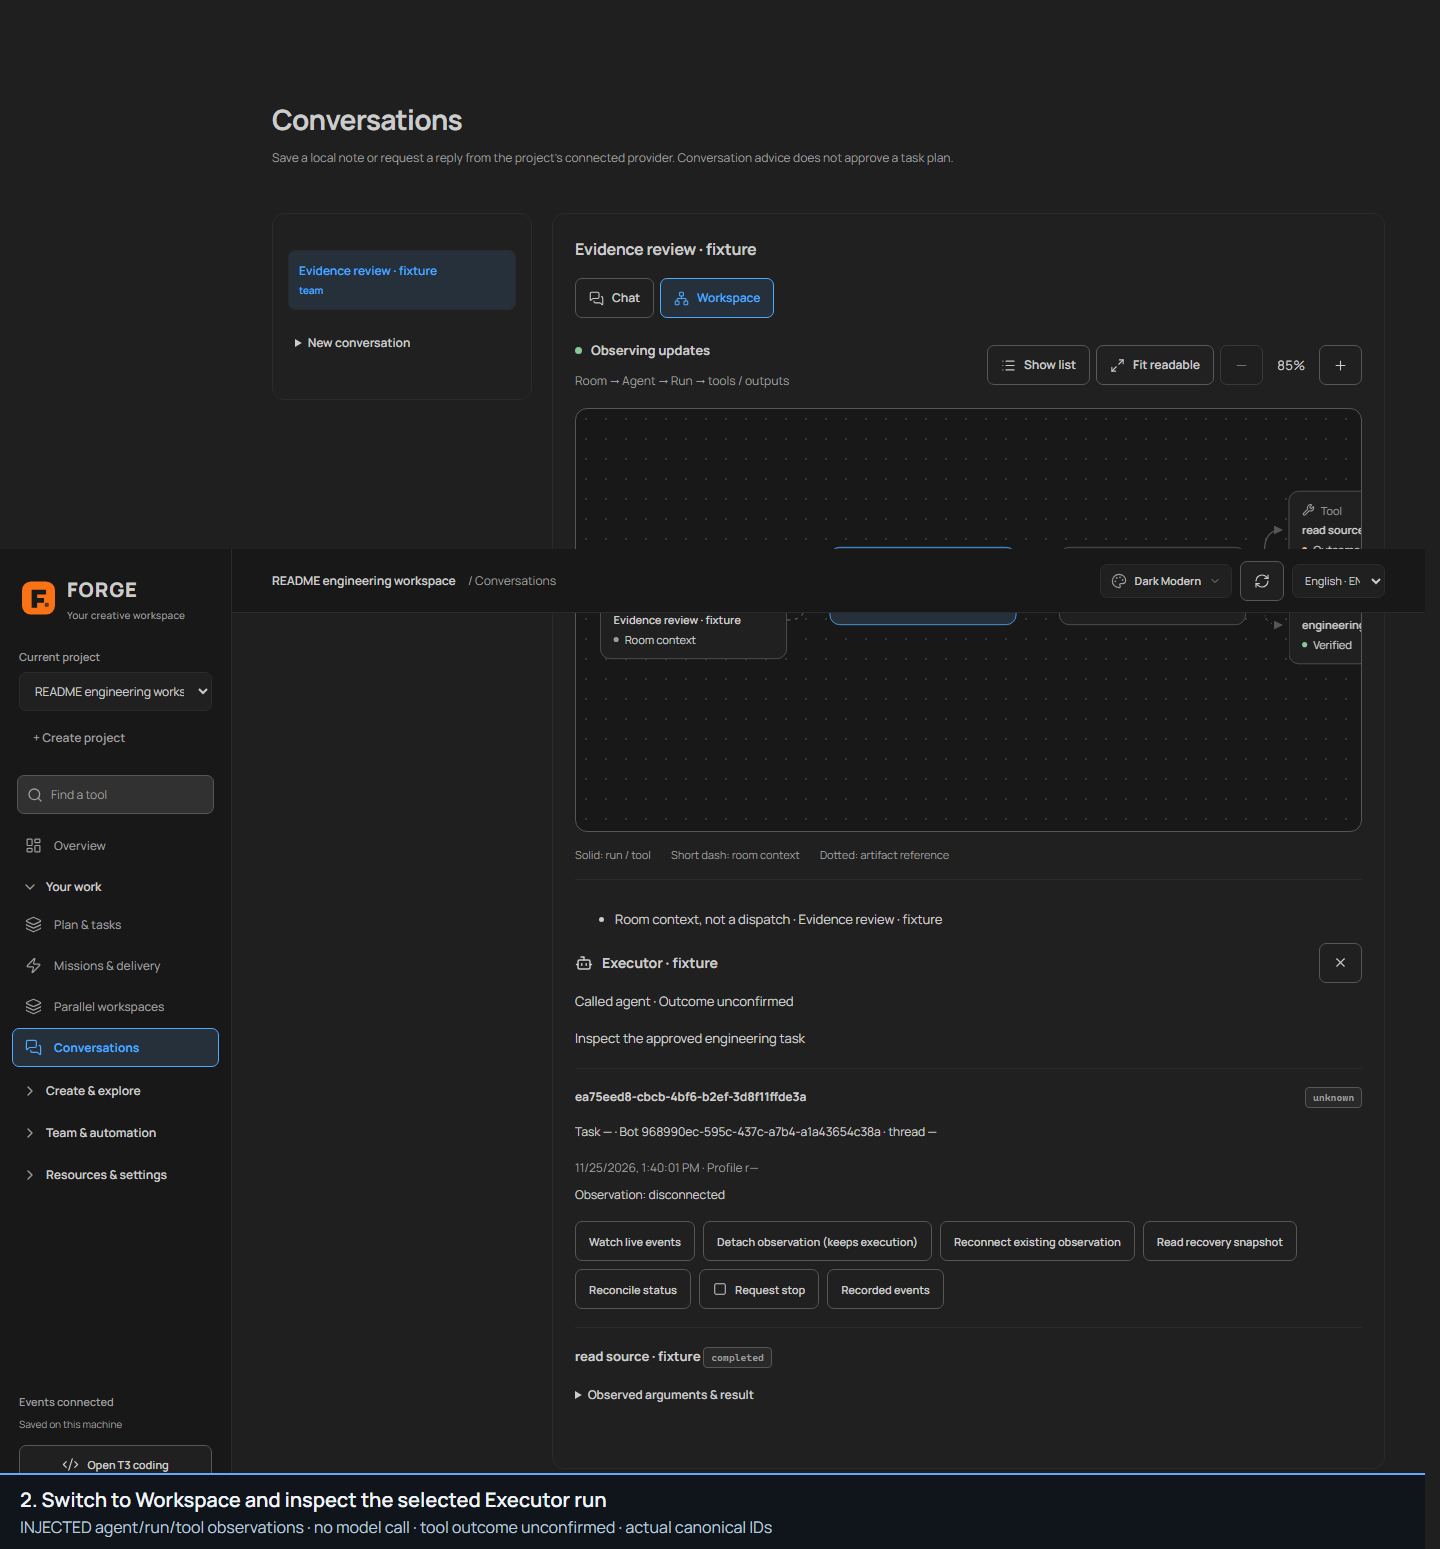 Conversations
Save a local note or request a reply from the project's connected provider. Conversation advice does not approve a task plan.
Evidence review · fixture
team
New conversation
Evidence review · fixture
Chat
Workspace
Observing updates
Room → Agent → Run → tools / outputs
Show list
Fit readable
85%
Tool
read source
Evidence review · fixture
Room context
engineering
Verified
FORGE
Your creative workspace
README engineering workspace / Conversations
Dark Modern
English · EN
Current project
README engineering works
+ Create project
Find a tool
Overview
Your work
Plan & tasks
Missions & delivery
Parallel workspaces
Conversations
Create & explore
Team & automation
Resources & settings
Events connected
Saved on this machine
Open T3 coding
Solid: run / tool
Short dash: room context
Dotted: artifact reference
Room context, not a dispatch · Evidence review · fixture
Executor · fixture
Called agent · Outcome unconfirmed
Inspect the approved engineering task
ea75eed8-cbcb-4bf6-b2ef-3d8f11ffde3a
unknown
Task — · Bot 968990ec-595c-437c-a7b4-a1a43654c38a · thread —
11/25/2026, 1:40:01 PM · Profile r—
Observation: disconnected
Watch live events
Detach observation (keeps execution)
Reconnect existing observation
Read recovery snapshot
Reconcile status
Request stop
Recorded events
read source · fixture completed
Observed arguments & result
2. Switch to Workspace and inspect the selected Executor run
INJECTED agent/run/tool observations · no model call · tool outcome unconfirmed · actual canonical IDs